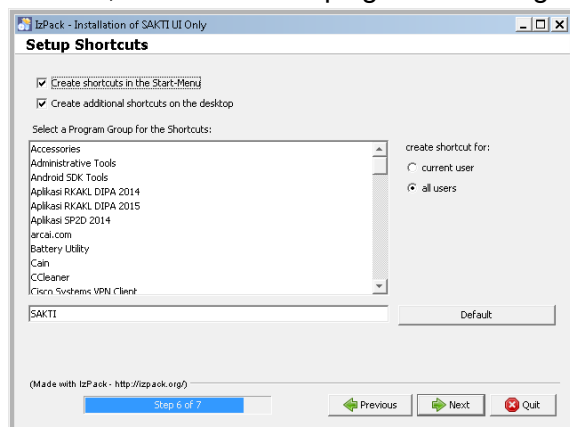 IzPack - Installation of SAKTI UI Only
Setup Shortcuts
Create shortcuts in the Start-Menu
Create additional shortcuts on the desktop
Select a Program Group for the Shortcuts:
Accessories
Administrative Tools
Android SDK Tools
Aplikasi RKAKL DIPA 2014
Aplikasi RKAKL DIPA 2015
Aplikasi SP2D 2014
arcai.com
Battery Utility
Cain
CCleaner
Cisco Systems VPN Client
create shortcut for:
current user
all users
SAKTI
Default
(Made with IzPack - http://izpack.org/)
Step 6 of 7
Previous
Next
Quit